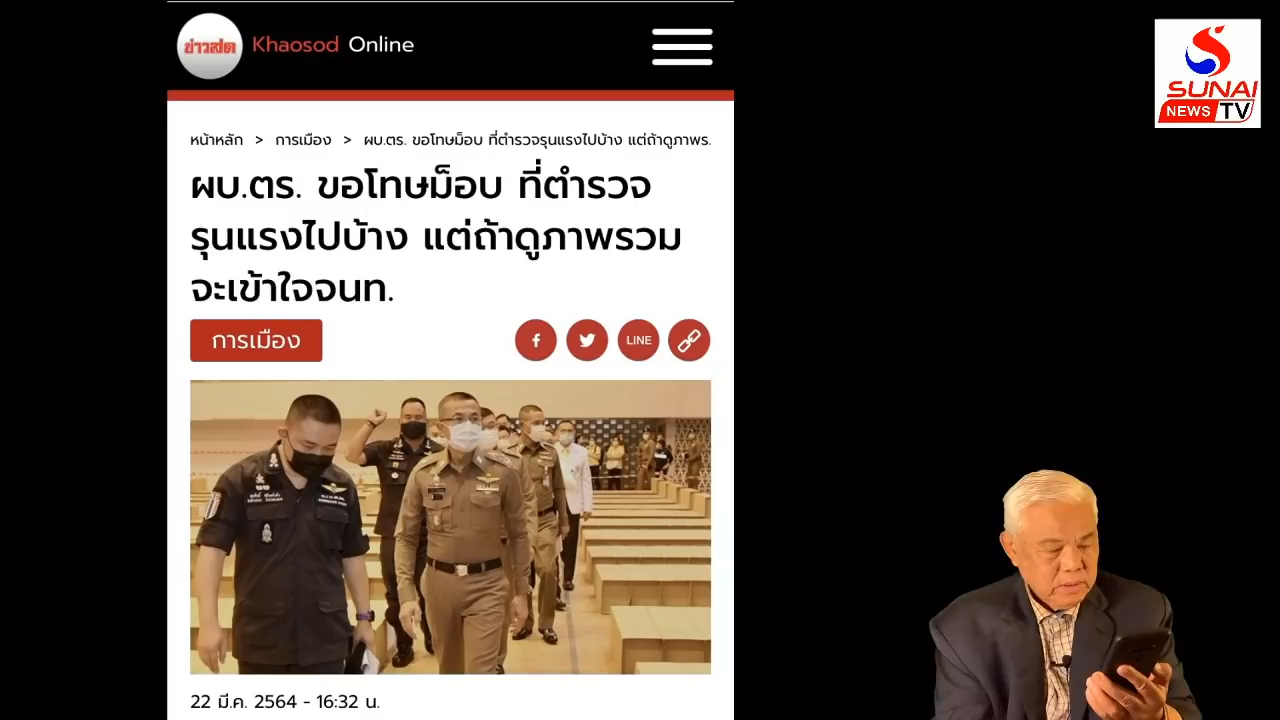 ข่าวสด Khaosod Online
SUNAI
NEWS TV
หน้าหลัก > การเมือง > ผบ.ตร. ขอโทษม็อบ ที่ตำรวจรุนแรงไปบ้าง แต่ถ้าดูภาพร.
ผบ.ตร. ขอโทษม็อบ ที่ตำรวจ
รุนแรงไปบ้าง แต่ถ้าดูภาพรวม
จะเข้าใจจนท.
การเมือง
LINE
22 มี.ค. 2564 - 16:32 น.